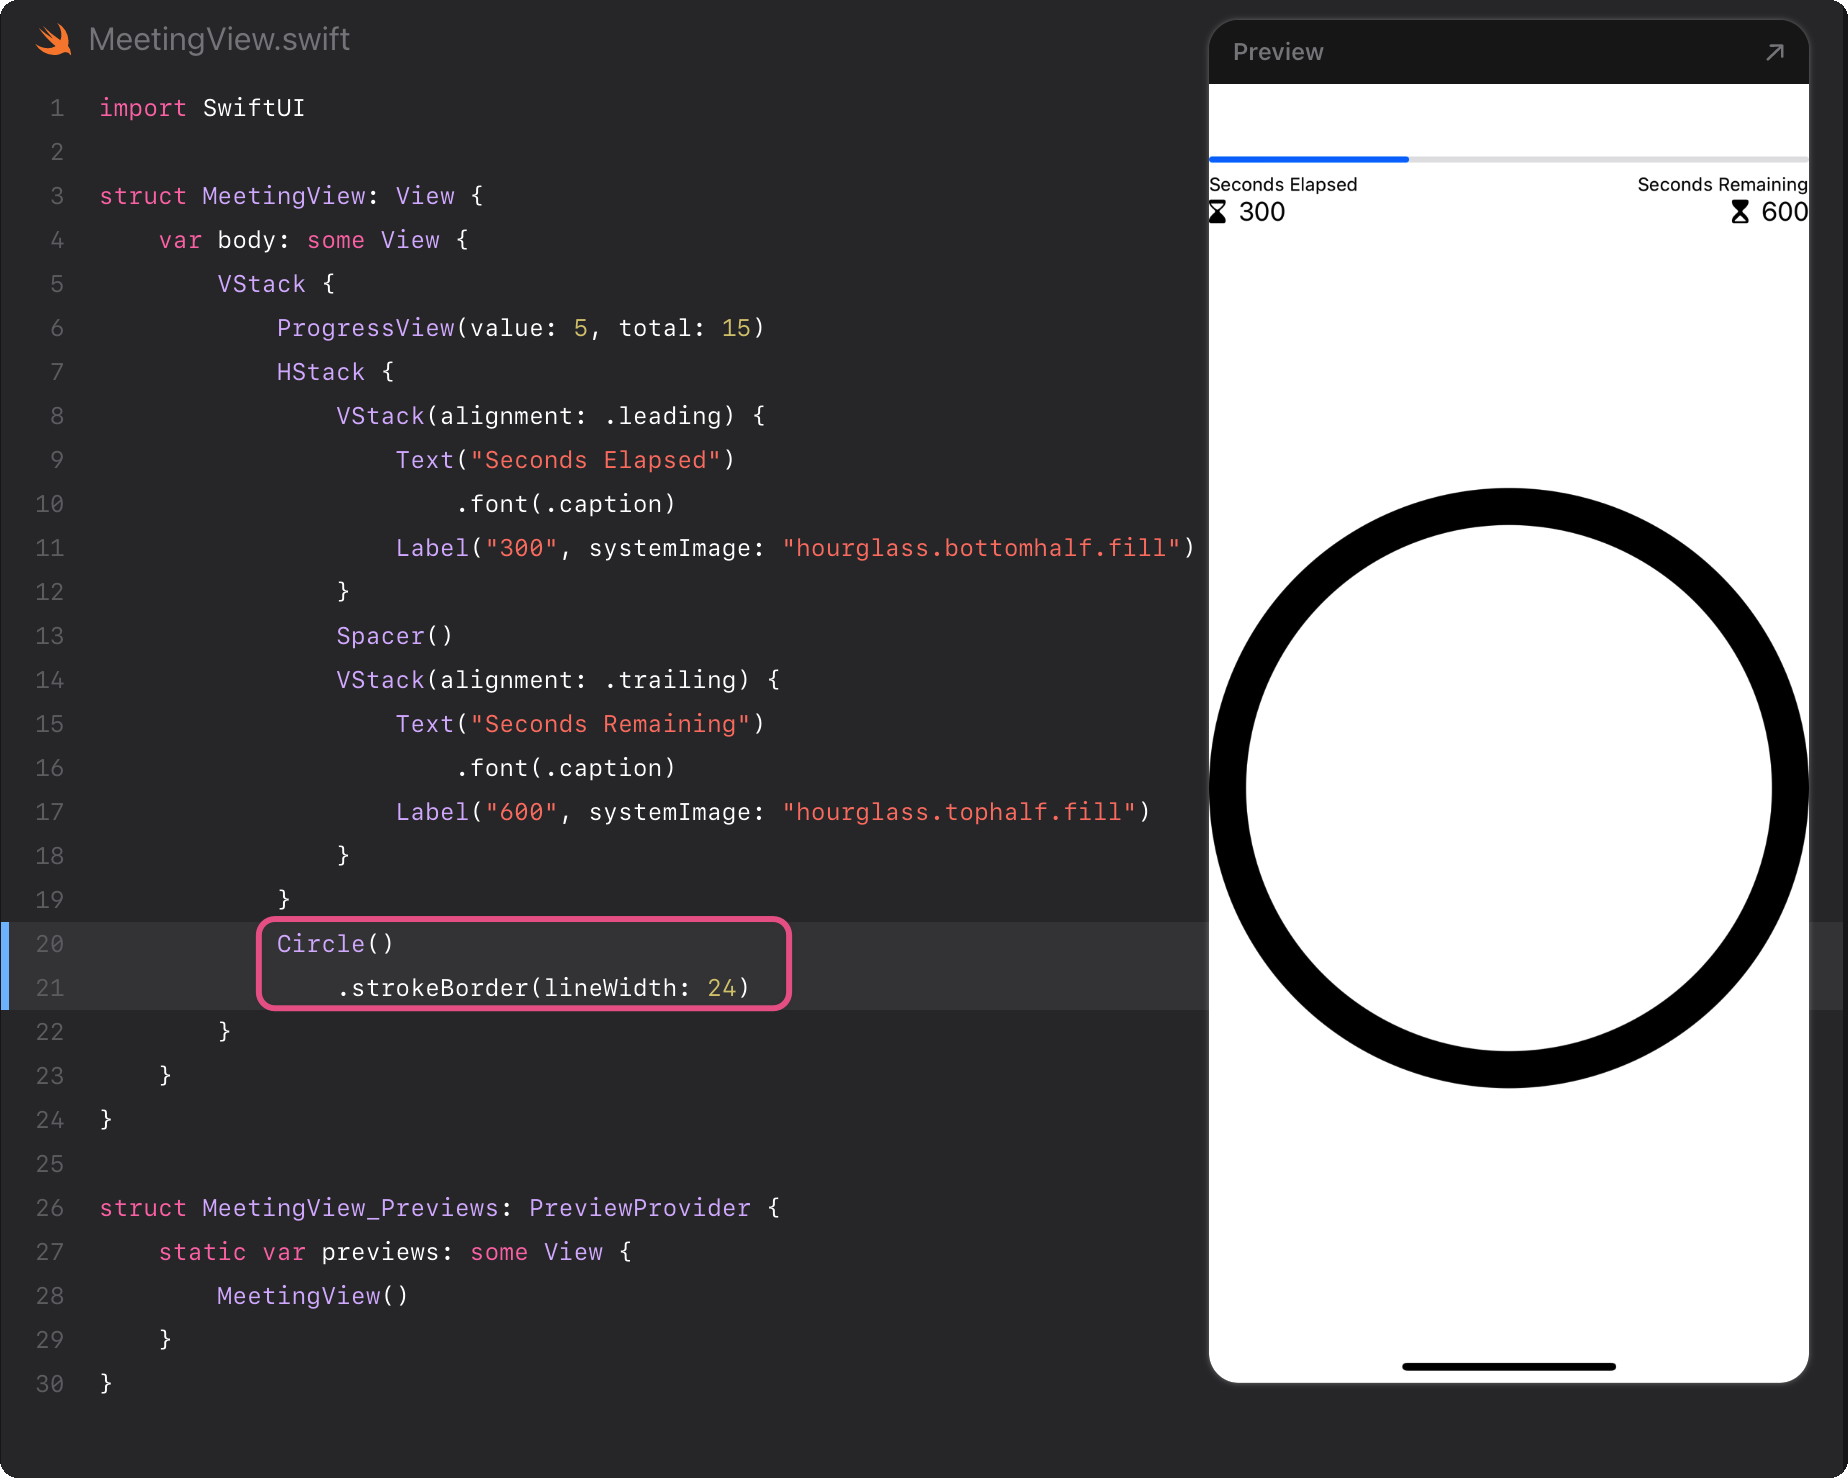 MeetingView.swift
1 import SwiftUI
2
3 struct MeetingView: View {
4     var body: some View {
5         VStack {
6             ProgressView(value: 5, total: 15)
7             HStack {
8                 VStack(alignment: .leading) {
9                     Text("Seconds Elapsed")
10                         .font(.caption)
11                     Label("300", systemImage: "hourglass.bottomhalf.fill")
12                 }
13                 Spacer()
14                 VStack(alignment: .trailing) {
15                     Text("Seconds Remaining")
16                         .font(.caption)
17                     Label("600", systemImage: "hourglass.tophalf.fill")
18                 }
19             }
20             Circle()
21                 .strokeBorder(lineWidth: 24)
22         }
23     }
24 }
25
26 struct MeetingView_Previews: PreviewProvider {
27     static var previews: some View {
28         MeetingView()
29     }
30 }
Preview
Seconds Elapsed Seconds Remaining
300 600